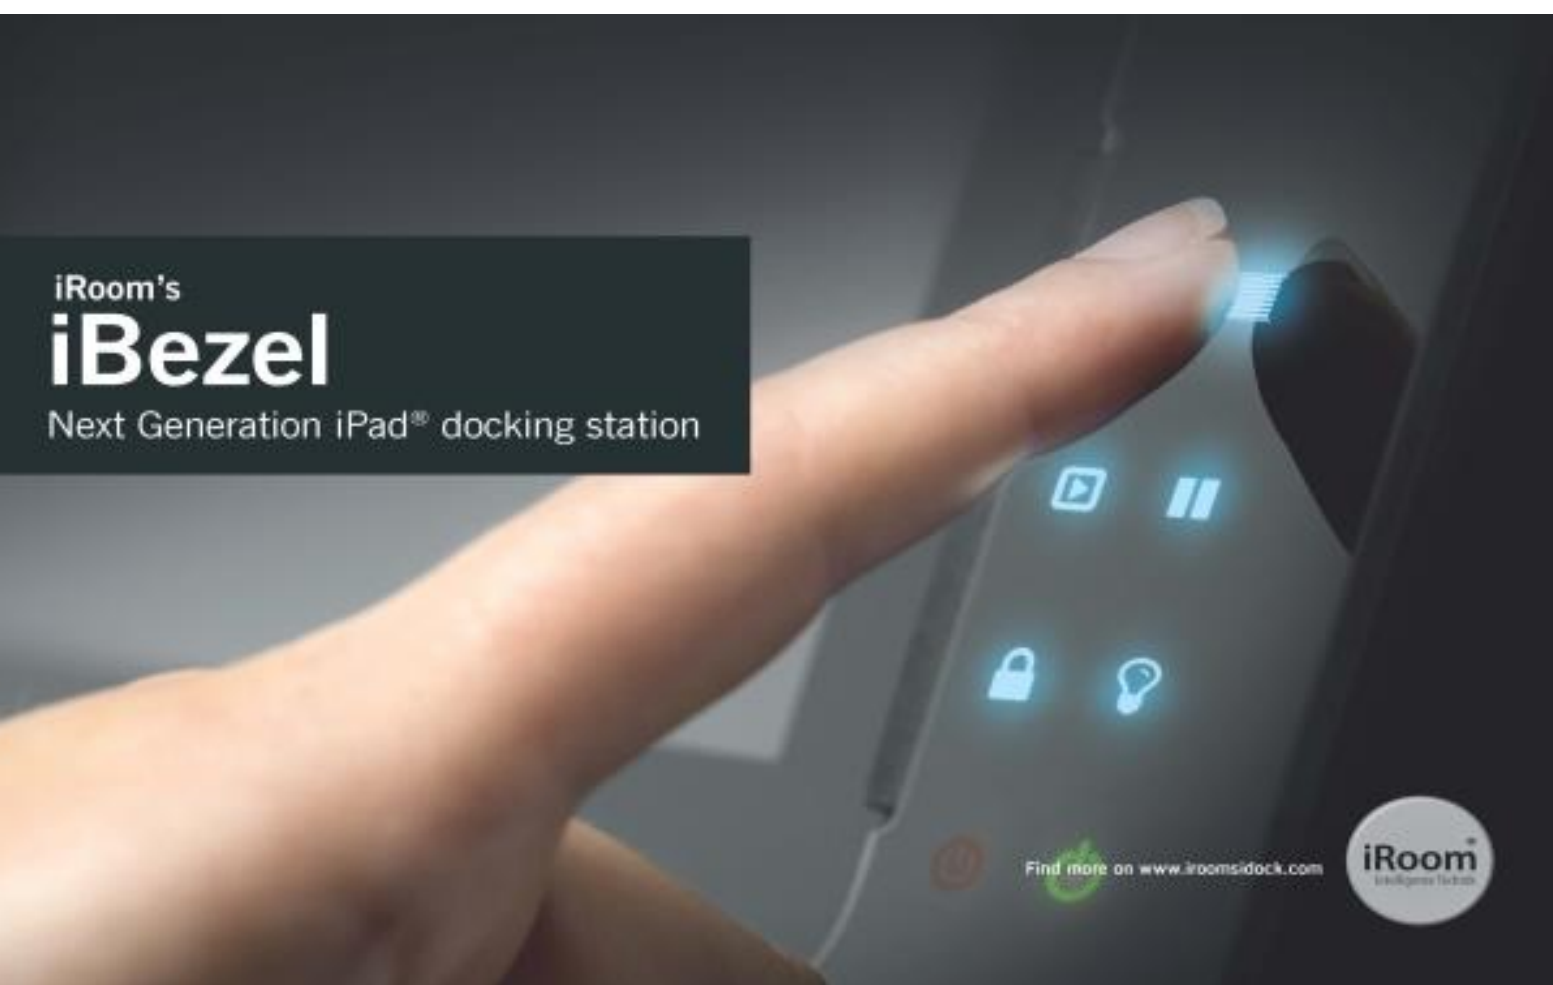 iRoom's
iBezel
Next Generation iPad® docking station
Find more on www.iroomsidock.com
iRoom®